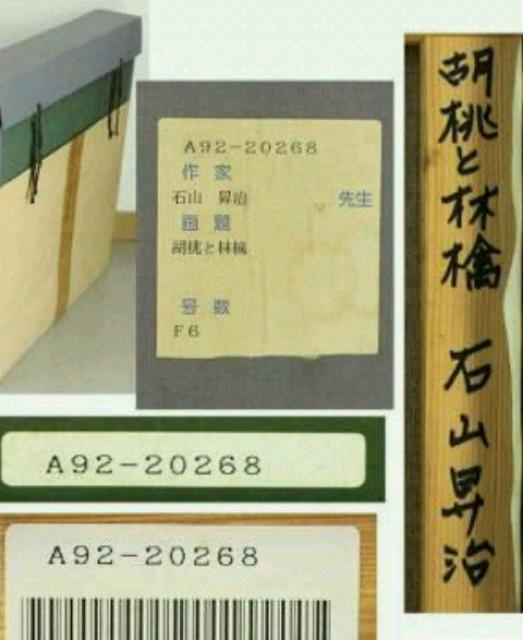 A92-20268
作 家
石山 昇治 先生
画 題
胡桃と林檎
号 数
F6
A92-20268
A92-20268
胡桃と林檎 石山昇治